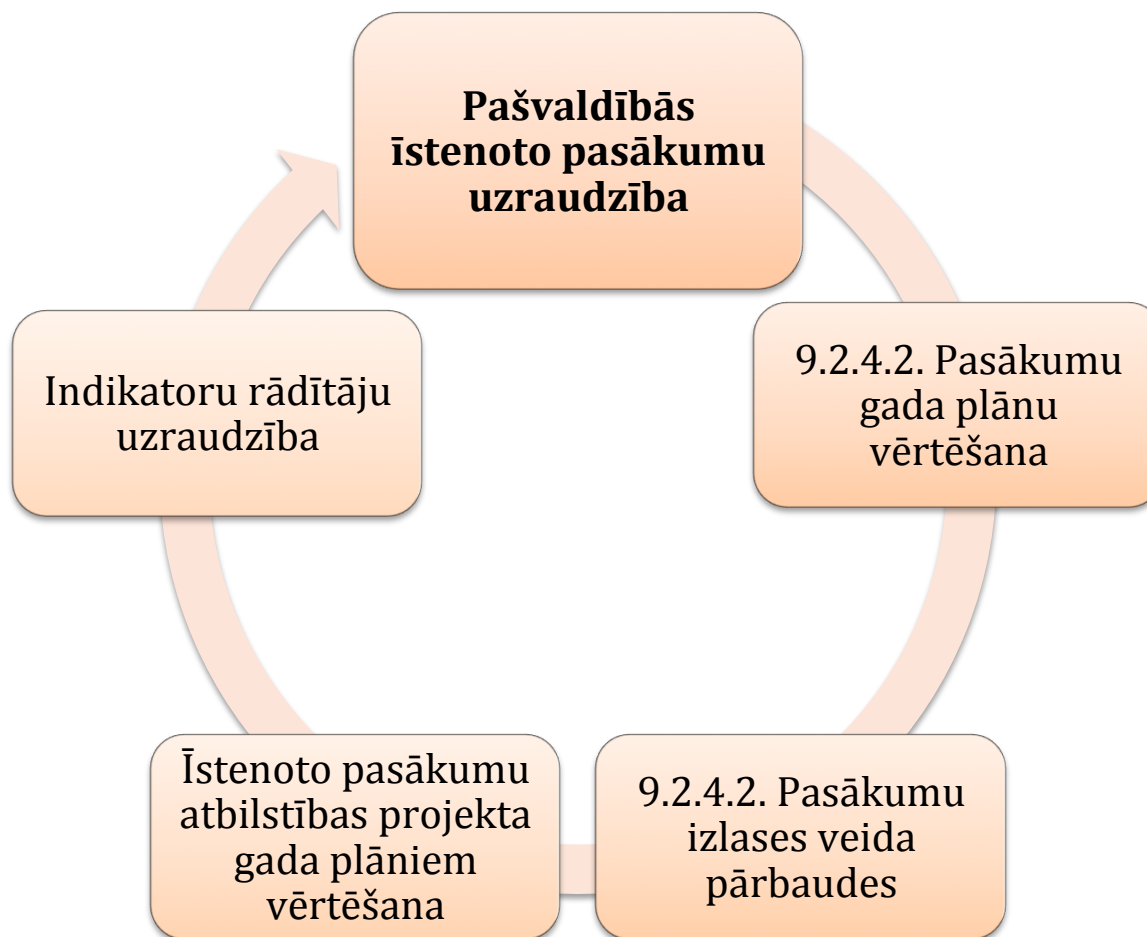 Pašvaldībās
īstenoto pasākumu
uzraudzība
9.2.4.2. Pasākumu
gada plānu
vērtēšana
9.2.4.2. Pasākumu
izlases veida
pārbaudes
Īstenoto pasākumu
atbilstības projekta
gada plāniem
vērtēšana
Indikatoru rādītāju
uzraudzība